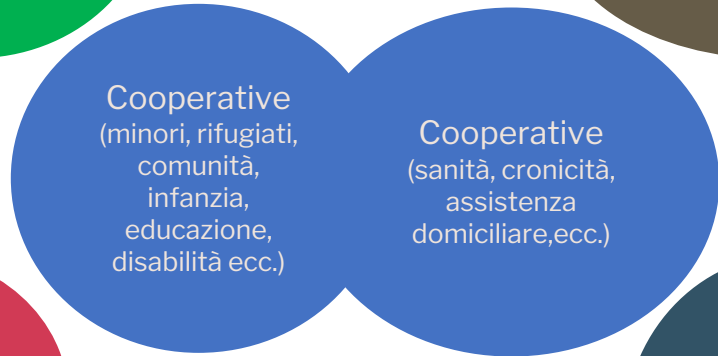 Cooperative
(minori, rifugiati,
comunità,
infanzia,
educazione,
disabilità ecc.)
Cooperative
(sanità, cronicità,
assistenza
domiciliare,ecc.)